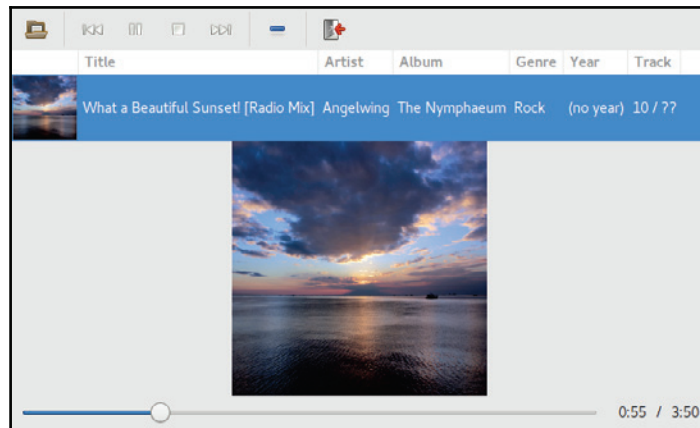 Title Artist Album Genre Year Track
What a Beautiful Sunset! [Radio Mix] Angelwing The Nymphaeum Rock (no year) 10 / ??
0:55 / 3:50